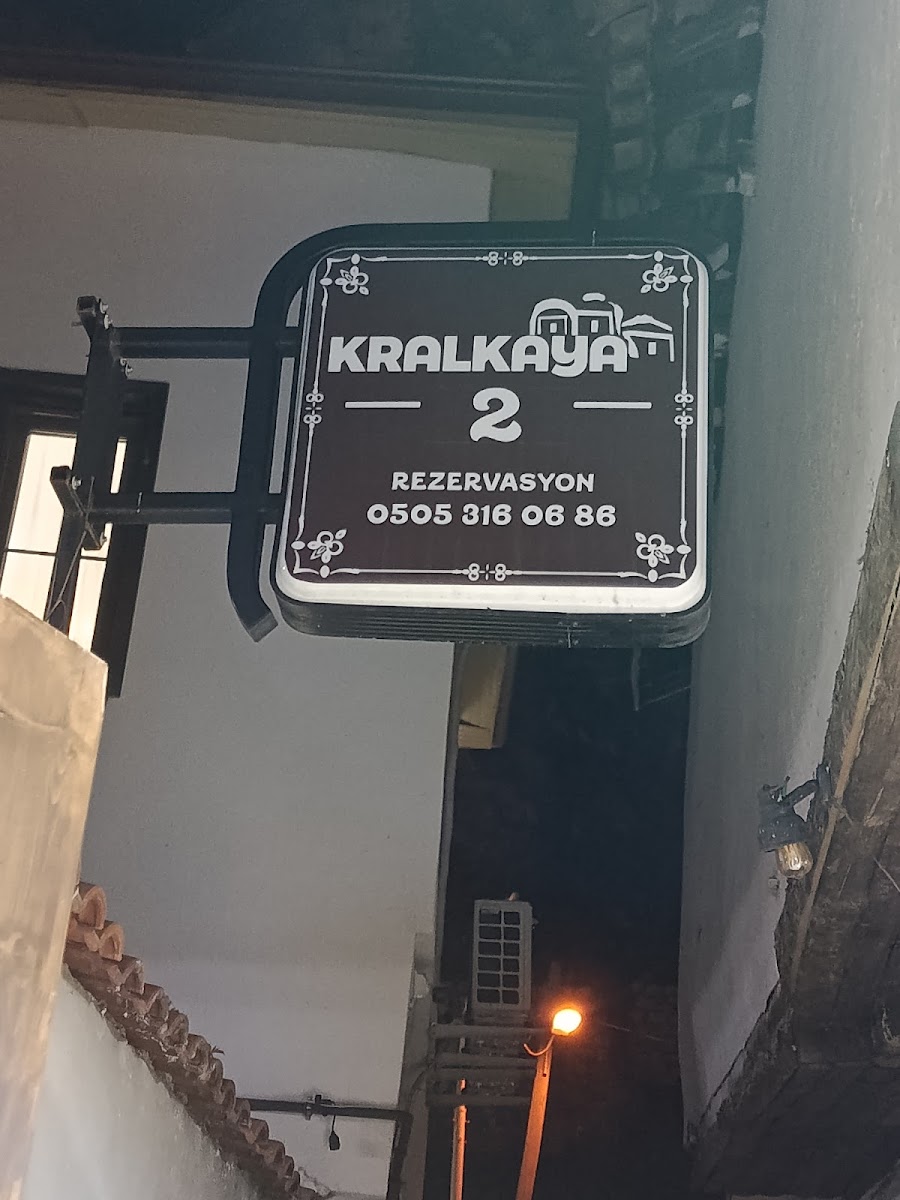 KRALKAYA
2
REZERVASYON
0505 316 06 86